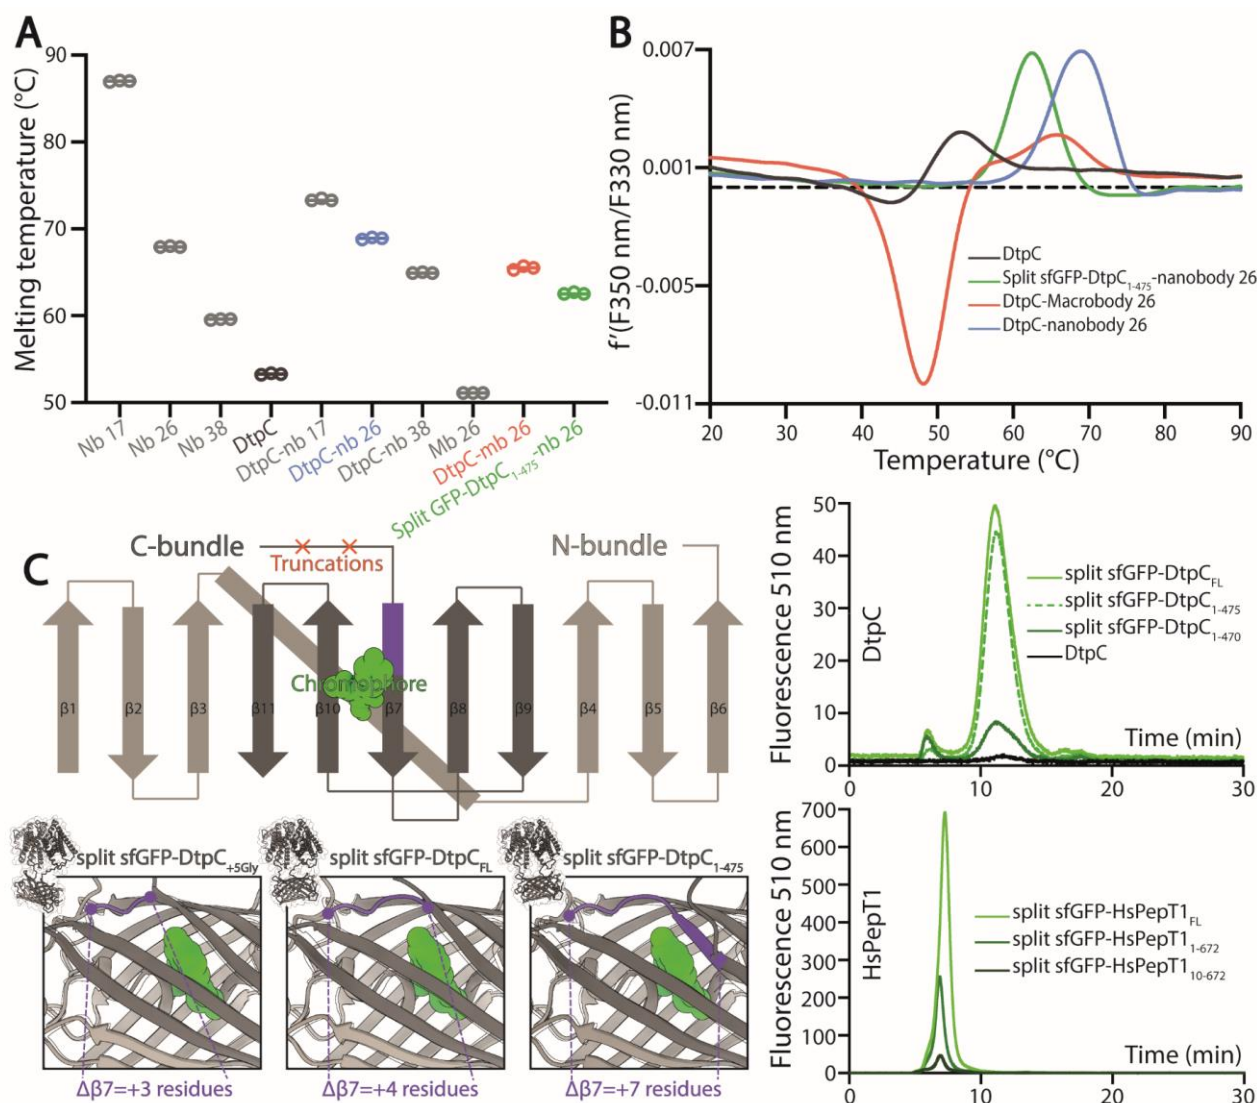 A
Melting temperature (°C)
90
80
70
60
50
Nb 17
Nb 26
Nb 38
DtpC
DtpC-nb 17
DtpC-nb 26
DtpC-nb 38
Mb 26
DtpC-mb 26
Split GFP-DtpC1-475-nb 26
B
f'(F350 nm/F330 nm)
0.007
0.001
-0.005
-0.011
DtpC
Split sfGFP-DtpC1-475-nanobody 26
DtpC-Macrobody 26
DtpC-nanobody 26
20 30 40 50 60 70 80 90
Temperature (°C)
C
C-bundle
Truncations
N-bundle
Chromophore
β1 β2 β3 β11 β10 β7 β8 β9 β4 β5 β6
split sfGFP-DtpC+5Gly
split sfGFP-DtpCFL
split sfGFP-DtpC1-475
Δβ7=+3 residues
Δβ7=+4 residues
Δβ7=+7 residues
DtpC
Fluorescence 510 nm
50
40
30
20
10
0
split sfGFP-DtpCFL
split sfGFP-DtpC1-475
split sfGFP-DtpC1-470
DtpC
Time (min)
0 10 20 30
HsPepT1
Fluorescence 510 nm
700
600
500
400
300
200
100
0
split sfGFP-HsPepT1FL
split sfGFP-HsPepT11-672
split sfGFP-HsPepT110-672
Time (min)
0 10 20 30